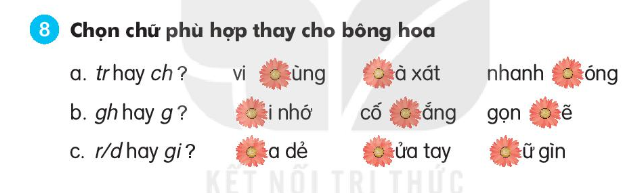 8 Chọn chữ phù hợp thay cho bông hoa
a. tr hay ch ? vi ùng à xát nhanh óng
b. gh hay g ? i nhớ cố ắng gọn ẽ
c. r/d hay gi ? a dẻ ửa tay ữ gìn
KẾT NỐI TRI THỨC